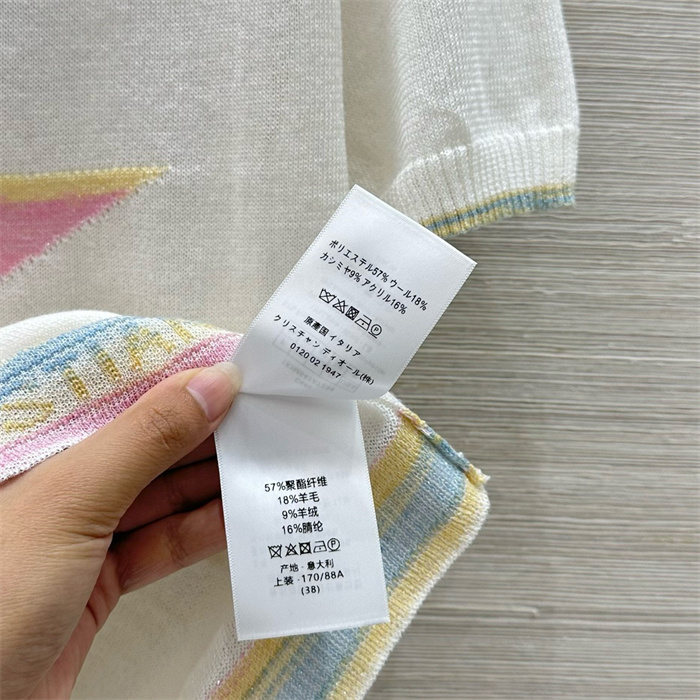 ポリエステル57% ウール18%
カシミヤ9% アクリル16%
原産国イタリア
クリスチャン ディオール(株)
0120 02 1947
57%聚酯纤维
18%羊毛
9%羊绒
16%腈纶
产地·意大利
上装·170/88A
(38)